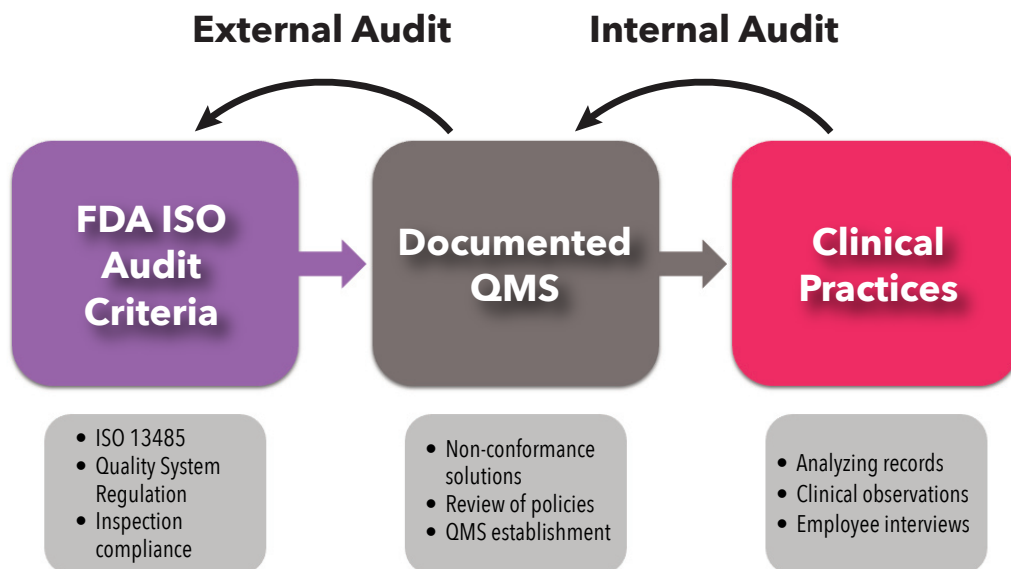 External Audit
Internal Audit
FDA ISO
Audit
Criteria
Documented
QMS
Clinical
Practices
• ISO 13485
• Quality System
Regulation
• Inspection
compliance
• Non-conformance
solutions
• Review of policies
• QMS establishment
• Analyzing records
• Clinical observations
• Employee interviews